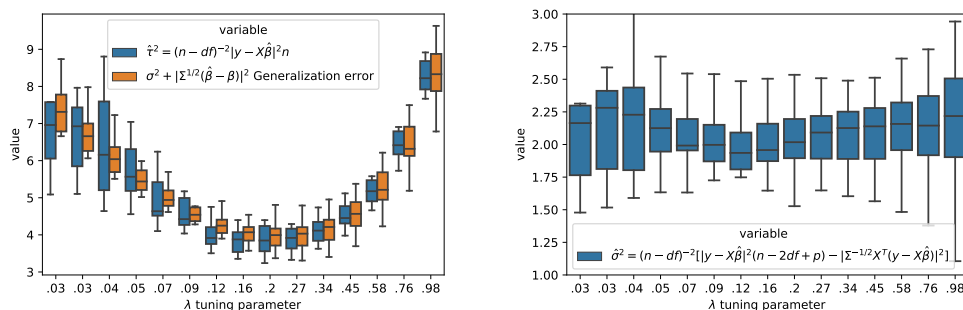 variable
τ̂² = (n − df)⁻²|y − Xβ̂|²n
σ² + |Σ^{1/2}(β̂ − β)|² Generalization error
value
9
8
7
6
5
4
3
.03 .03 .04 .05 .07 .09 .12 .16 .2 .27 .34 .45 .58 .76 .98
λ tuning parameter
value
3.00
2.75
2.50
2.25
2.00
1.75
1.50
1.25
1.00
variable
σ̂² = (n − df)⁻²[|y − Xβ̂|²(n − 2df + p) − |Σ^{−1/2}Xᵀ(y − Xβ̂)|²]
.03 .03 .04 .05 .07 .09 .12 .16 .2 .27 .34 .45 .58 .76 .98
λ tuning parameter